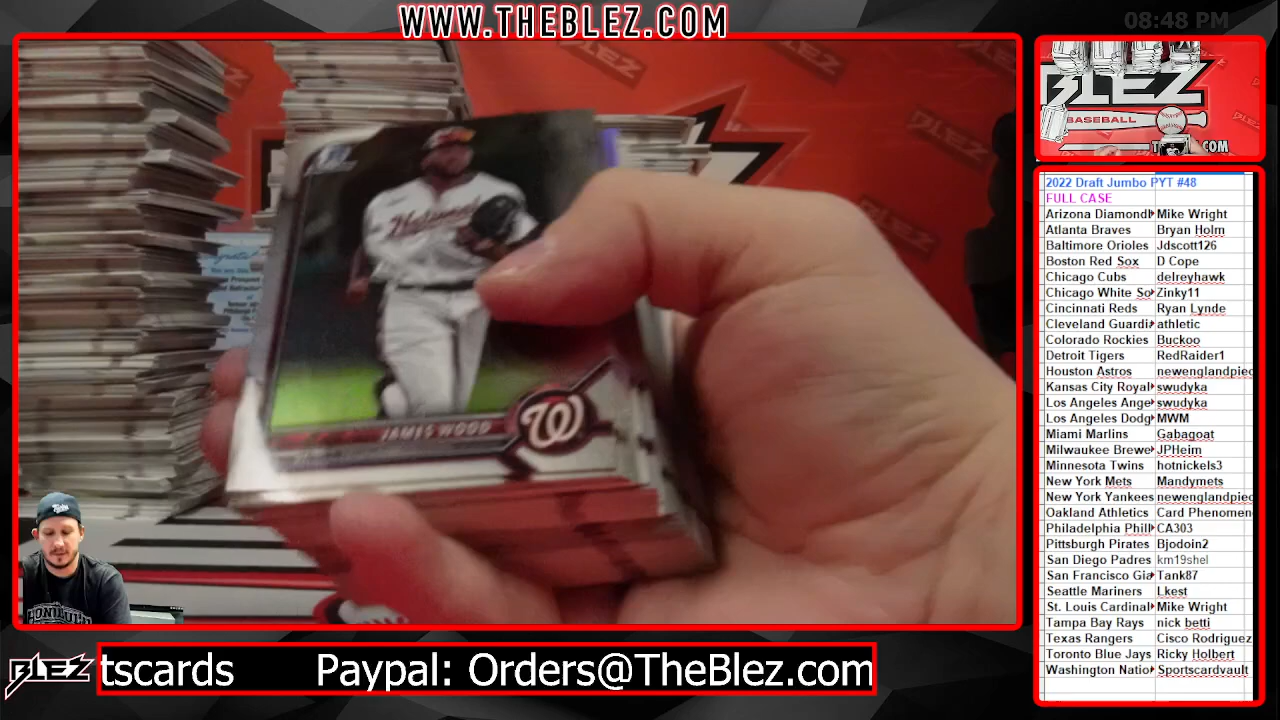 WWW.THEBLEZ.COM
08:48 PM
BLEZ
BASEBALL
2022 Draft Jumbo PYT #48
FULL CASE
Arizona Diamondl Mike Wright
Atlanta Braves Bryan Holm
Baltimore Orioles Jdscott126
Boston Red Sox D Cope
Chicago Cubs delreyhawk
Chicago White So Zinky11
Cincinnati Reds Ryan Lynde
Cleveland Guardi athletic
Colorado Rockies Buckoo
Detroit Tigers RedRaider1
Houston Astros newenglandpiec
Kansas City Royal swudyka
Los Angeles Ange swudyka
Los Angeles Dodg MWM
Miami Marlins Gabagoat
Milwaukee Brewe JPHeim
Minnesota Twins hotnickels3
New York Mets Mandymets
New York Yankees newenglandpiec
Oakland Athletics Card Phenomen
Philadelphia Phill CA303
Pittsburgh Pirates Bjodoin2
San Diego Padres km19shel
San Francisco Gia Tank87
Seattle Mariners Lkest
St. Louis Cardinal Mike Wright
Tampa Bay Rays nick betti
Texas Rangers Cisco Rodriguez
Toronto Blue Jays Ricky Holbert
Washington Natio Sportscardvault
BLEZ
JAMES WOOD
W
BLEZ
tscards Paypal: Orders@TheBlez.com